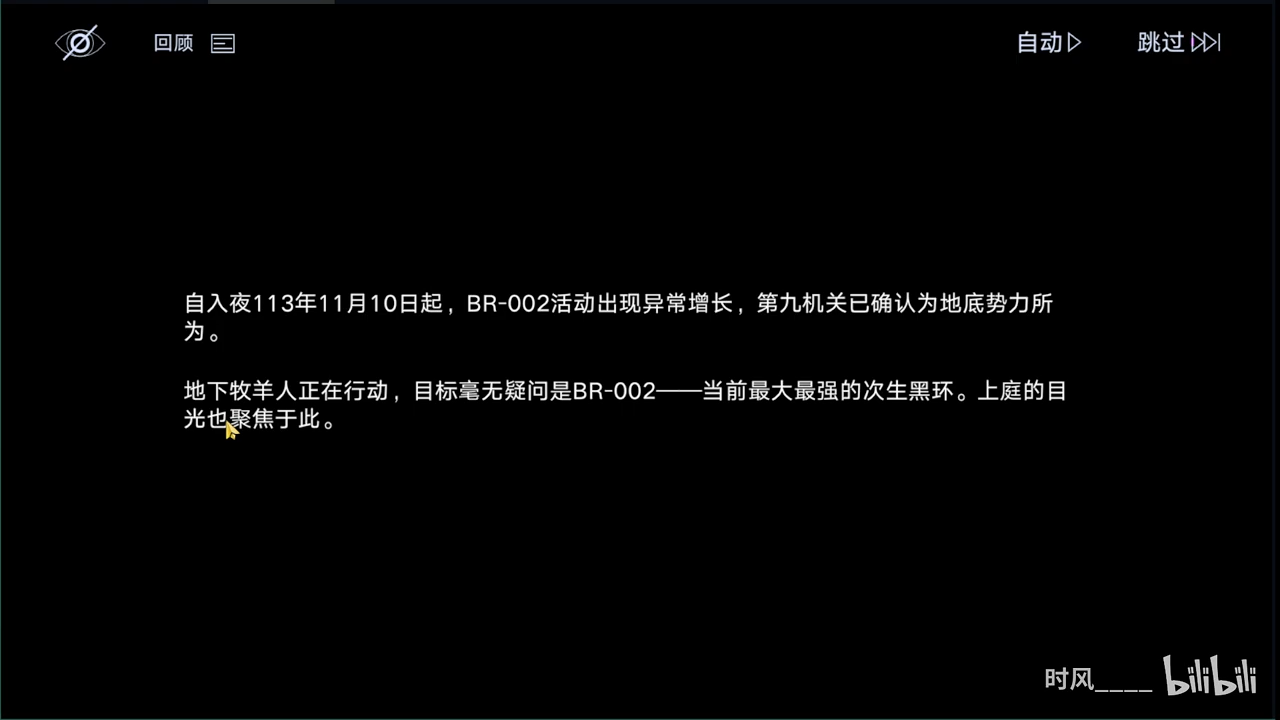 回顾
自动
跳过
自入夜113年11月10日起，BR-002活动出现异常增长，第九机关已确认为地底势力所
为。
地下牧羊人正在行动，目标毫无疑问是BR-002——当前最大最强的次生黑环。上庭的目
光也聚焦于此。
时风____ bilibili